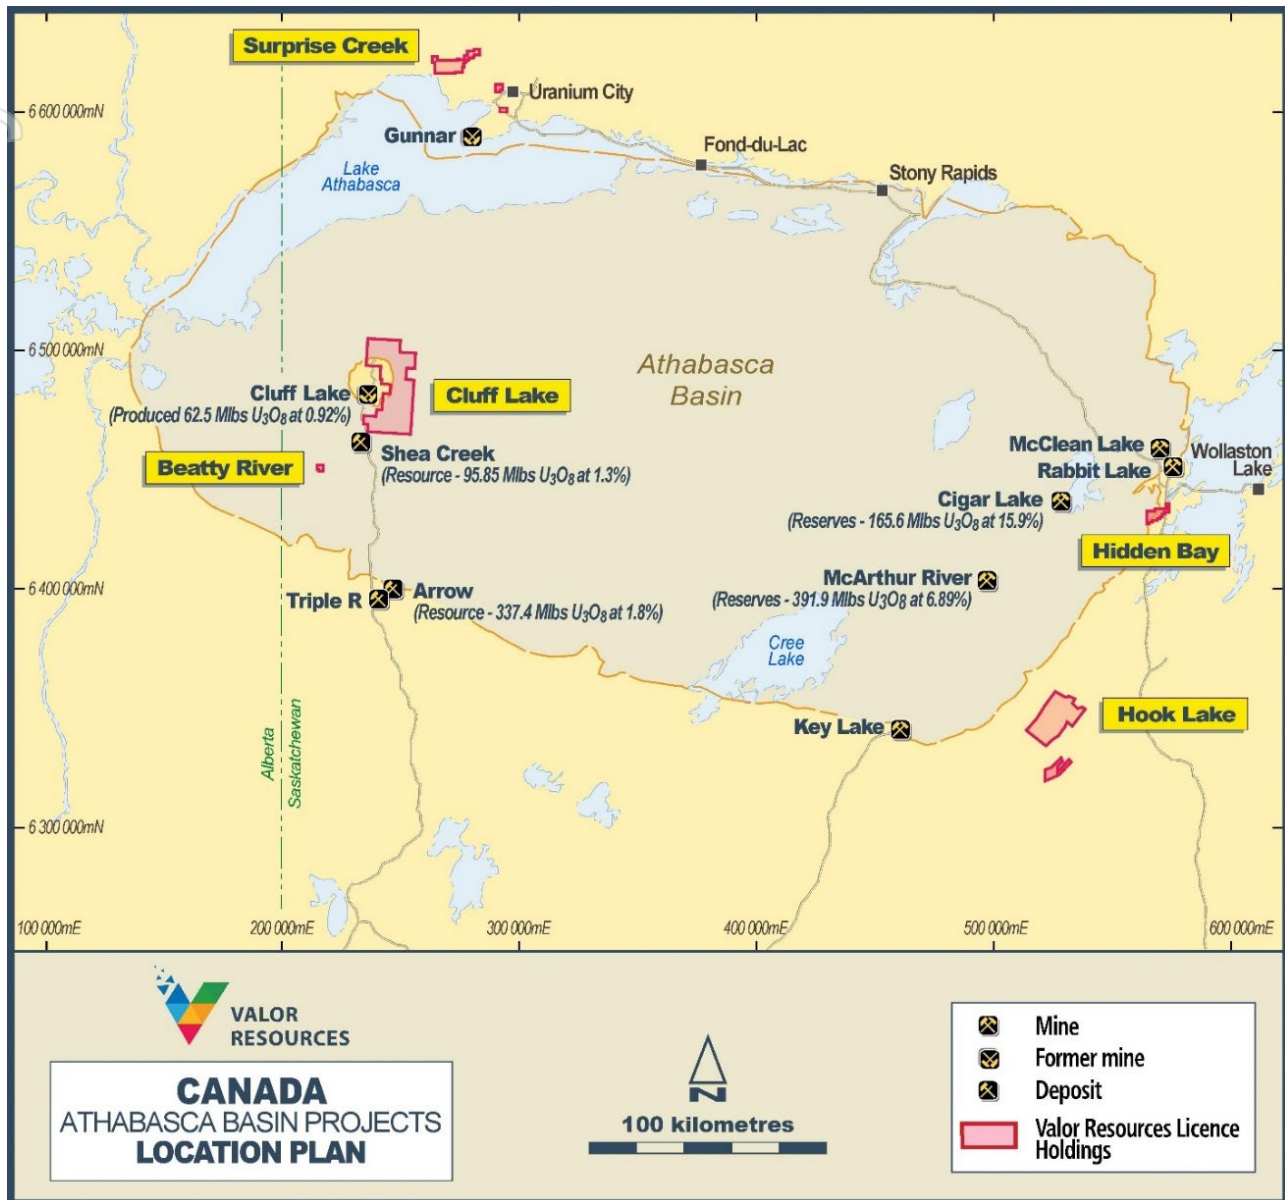 Surprise Creek
Uranium City
6 600 000mN
Gunnar
Fond-du-Lac
Lake
Athabasca
Stony Rapids
6 500 000mN
Athabasca
Basin
Cluff Lake
(Produced 62.5 Mlbs U₃O₈ at 0.92%)
Cluff Lake
Shea Creek
(Resource - 95.85 Mlbs U₃O₈ at 1.3%)
Beatty River
McClean Lake
Rabbit Lake
Wollaston
Lake
Cigar Lake
(Reserves - 165.6 Mlbs U₃O₈ at 15.9%)
Hidden Bay
McArthur River
(Reserves - 391.9 Mlbs U₃O₈ at 6.89%)
6 400 000mN
Triple R
Arrow
(Resource - 337.4 Mlbs U₃O₈ at 1.8%)
Cree
Lake
Key Lake
Hook Lake
Alberta
Saskatchewan
6 300 000mN
100 000mE
200 000mE
300 000mE
400 000mE
500 000mE
600 000mE
VALOR
RESOURCES
CANADA
ATHABASCA BASIN PROJECTS
LOCATION PLAN
N
100 kilometres
Mine
Former mine
Deposit
Valor Resources Licence
Holdings